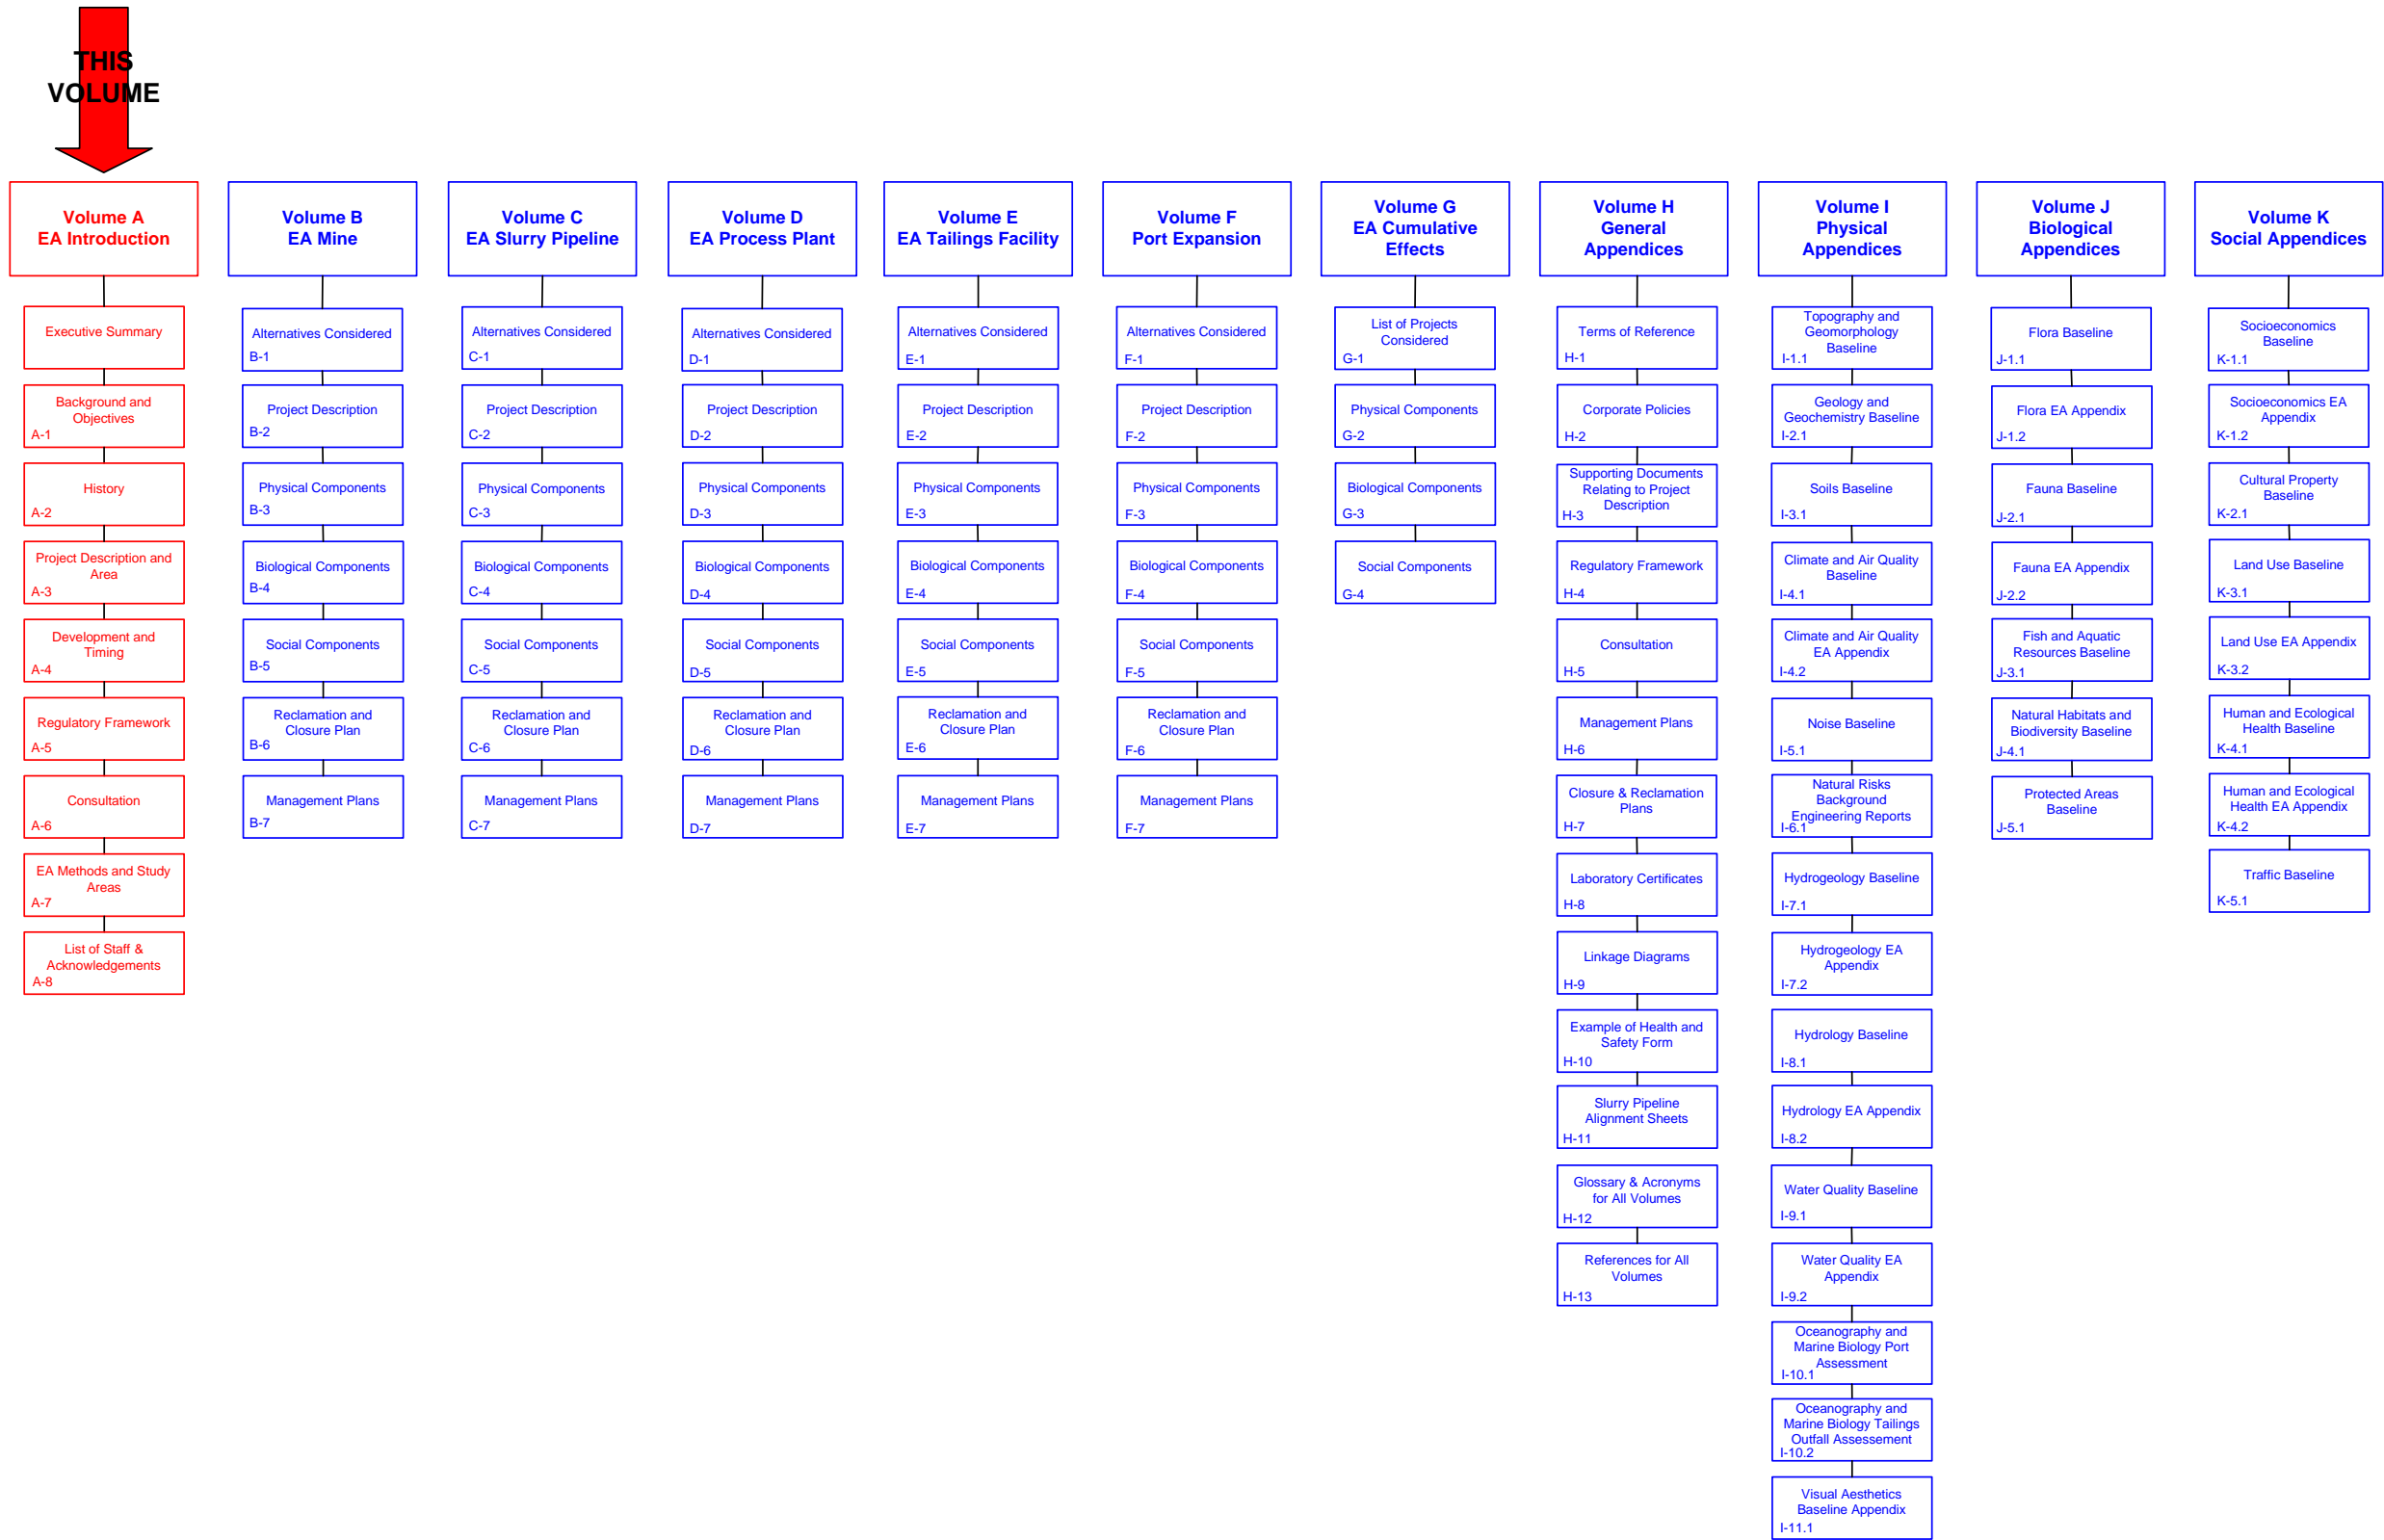 THIS
VOLUME
Volume A
EA Introduction
Executive Summary
Background and
Objectives
A-1
History
A-2
Project Description and
Area
A-3
Development and
Timing
A-4
Regulatory Framework
A-5
Consultation
A-6
EA Methods and Study
Areas
A-7
List of Staff &
Acknowledgements
A-8
Volume B
EA Mine
Alternatives Considered
B-1
Project Description
B-2
Physical Components
B-3
Biological Components
B-4
Social Components
B-5
Reclamation and
Closure Plan
B-6
Management Plans
B-7
Volume C
EA Slurry Pipeline
Alternatives Considered
C-1
Project Description
C-2
Physical Components
C-3
Biological Components
C-4
Social Components
C-5
Reclamation and
Closure Plan
C-6
Management Plans
C-7
Volume D
EA Process Plant
Alternatives Considered
D-1
Project Description
D-2
Physical Components
D-3
Biological Components
D-4
Social Components
D-5
Reclamation and
Closure Plan
D-6
Management Plans
D-7
Volume E
EA Tailings Facility
Alternatives Considered
E-1
Project Description
E-2
Physical Components
E-3
Biological Components
E-4
Social Components
E-5
Reclamation and
Closure Plan
E-6
Management Plans
E-7
Volume F
Port Expansion
Alternatives Considered
F-1
Project Description
F-2
Physical Components
F-3
Biological Components
F-4
Social Components
F-5
Reclamation and
Closure Plan
F-6
Management Plans
F-7
Volume G
EA Cumulative
Effects
List of Projects
Considered
G-1
Physical Components
G-2
Biological Components
G-3
Social Components
G-4
Volume H
General
Appendices
Terms of Reference
H-1
Corporate Policies
H-2
Supporting Documents
Relating to Project
Description
H-3
Regulatory Framework
H-4
Consultation
H-5
Management Plans
H-6
Closure & Reclamation
Plans
H-7
Laboratory Certificates
H-8
Linkage Diagrams
H-9
Example of Health and
Safety Form
H-10
Slurry Pipeline
Alignment Sheets
H-11
Glossary & Acronyms
for All Volumes
H-12
References for All
Volumes
H-13
Volume I
Physical
Appendices
Topography and
Geomorphology
Baseline
I-1.1
Geology and
Geochemistry Baseline
I-2.1
Soils Baseline
I-3.1
Climate and Air Quality
Baseline
I-4.1
Climate and Air Quality
EA Appendix
I-4.2
Noise Baseline
I-5.1
Natural Risks
Background
Engineering Reports
I-6.1
Hydrogeology Baseline
I-7.1
Hydrogeology EA
Appendix
I-7.2
Hydrology Baseline
I-8.1
Hydrology EA Appendix
I-8.2
Water Quality Baseline
I-9.1
Water Quality EA
Appendix
I-9.2
Oceanography and
Marine Biology Port
Assessment
I-10.1
Oceanography and
Marine Biology Tailings
Outfall Assessement
I-10.2
Visual Aesthetics
Baseline Appendix
I-11.1
Volume J
Biological
Appendices
Flora Baseline
J-1.1
Flora EA Appendix
J-1.2
Fauna Baseline
J-2.1
Fauna EA Appendix
J-2.2
Fish and Aquatic
Resources Baseline
J-3.1
Natural Habitats and
Biodiversity Baseline
J-4.1
Protected Areas
Baseline
J-5.1
Volume K
Social Appendices
Socioeconomics
Baseline
K-1.1
Socioeconomics EA
Appendix
K-1.2
Cultural Property
Baseline
K-2.1
Land Use Baseline
K-3.1
Land Use EA Appendix
K-3.2
Human and Ecological
Health Baseline
K-4.1
Human and Ecological
Health EA Appendix
K-4.2
Traffic Baseline
K-5.1